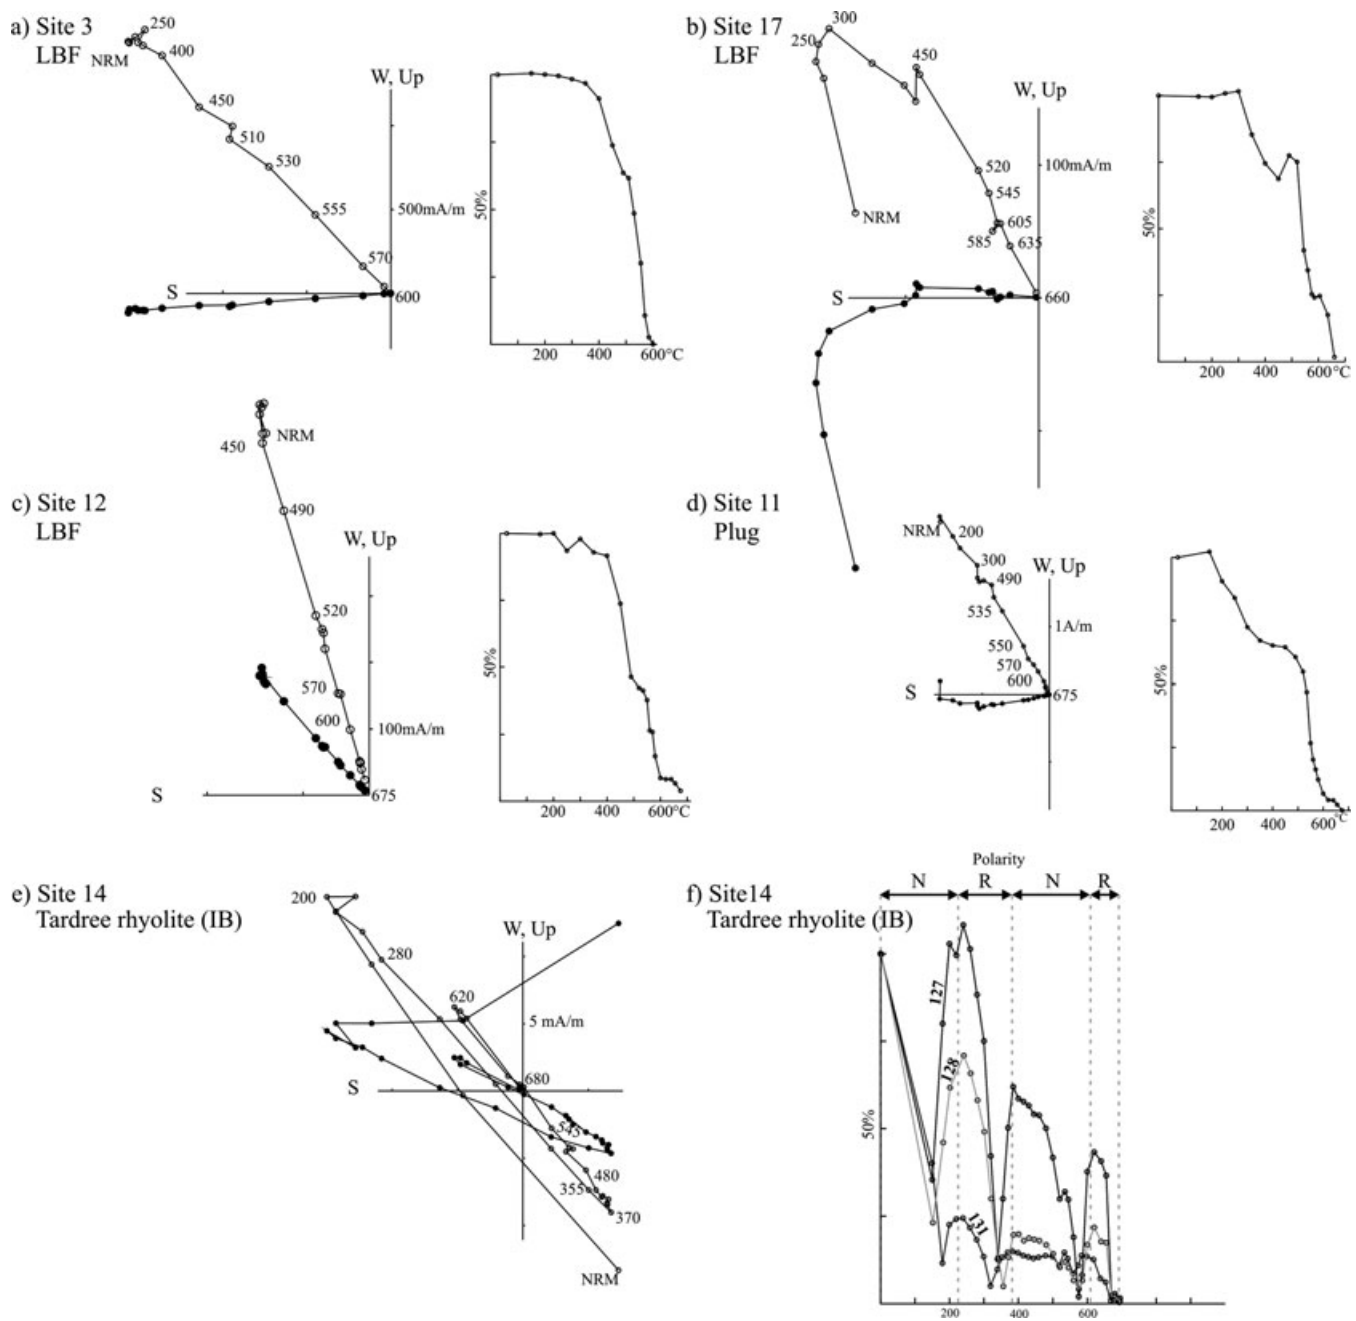 a) Site 3
LBF
250
NRM
400
450
510
530
555
570
600
W, Up
500mA/m
S
50%
200
400
600°C
b) Site 17
LBF
300
250
450
NRM
W, Up
100mA/m
520
545
605
585
635
S
660
50%
200
400
600°C
c) Site 12
LBF
450
NRM
490
W, Up
520
570
600
100mA/m
S
675
50%
200
400
600°C
d) Site 11
Plug
NRM
200
300
490
W, Up
535
1A/m
550
570
600
S
675
50%
200
400
600
°C
e) Site 14
Tardree rhyolite (IB)
200
280
W, Up
620
5 mA/m
S
680
545
480
355
370
NRM
f) Site14
Tardree rhyolite (IB)
Polarity
N
R
N
R
127
128
131
50%
200
400
600